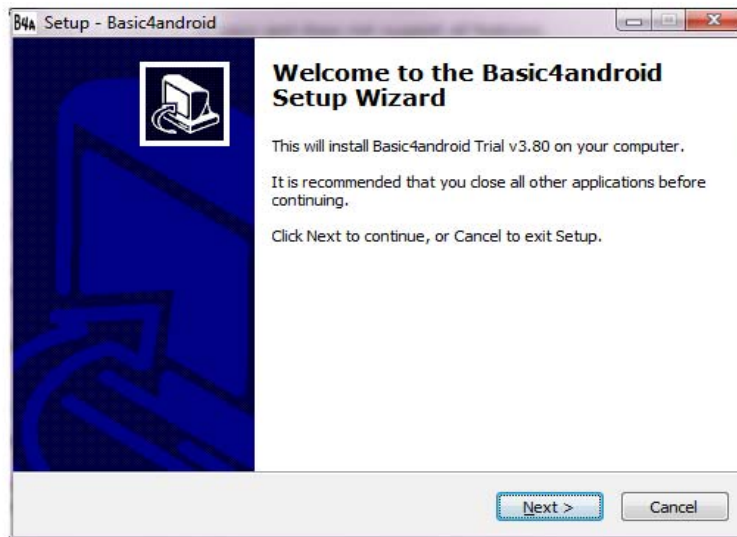 B4A Setup - Basic4android
Welcome to the Basic4android
Setup Wizard
This will install Basic4android Trial v3.80 on your computer.
It is recommended that you close all other applications before
continuing.
Click Next to continue, or Cancel to exit Setup.
Next >
Cancel